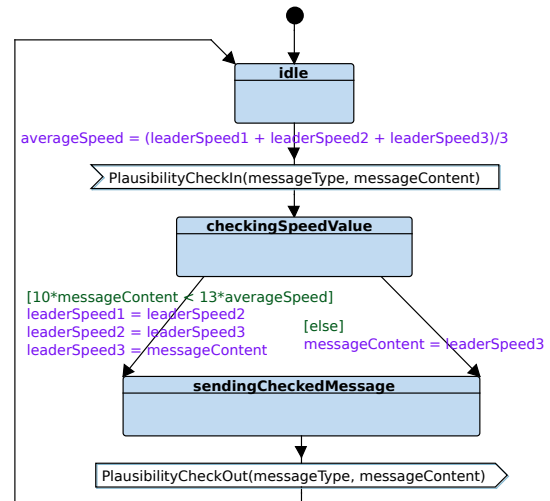 idle
averageSpeed = (leaderSpeed1 + leaderSpeed2 + leaderSpeed3)/3
PlausibilityCheckIn(messageType, messageContent)
checkingSpeedValue
[10*messageContent < 13*averageSpeed]
leaderSpeed1 = leaderSpeed2
leaderSpeed2 = leaderSpeed3
leaderSpeed3 = messageContent
[else]
messageContent = leaderSpeed3
sendingCheckedMessage
PlausibilityCheckOut(messageType, messageContent)